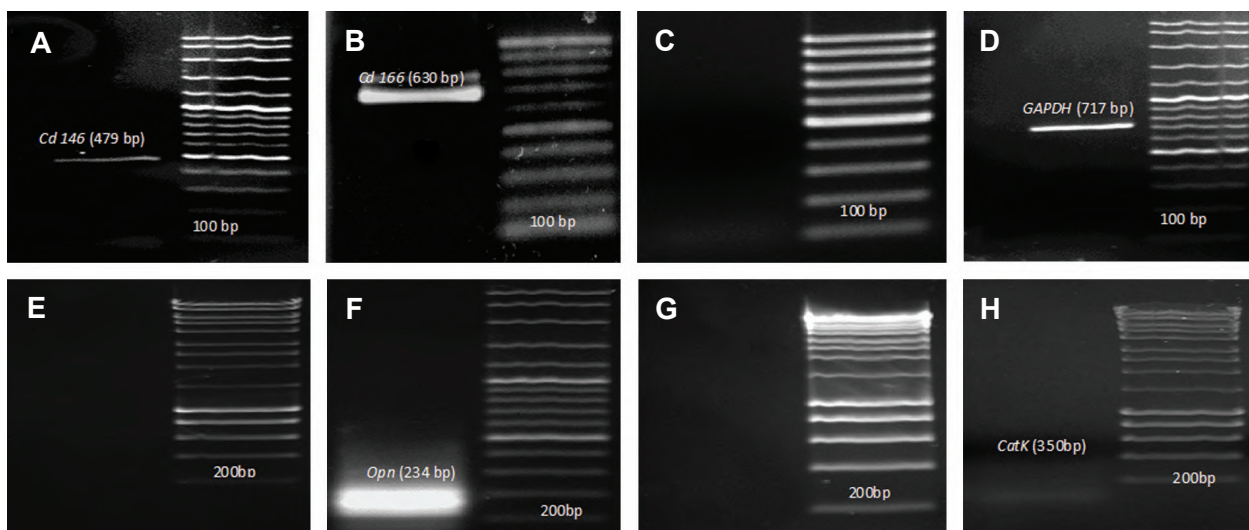 A
B
C
D
Cd 146 (479 bp)
Cd 166 (630 bp)
GAPDH (717 bp)
100 bp
100 bp
100 bp
100 bp
E
F
G
H
Opn (234 bp)
CatK (350bp)
200bp
200bp
200bp
200bp